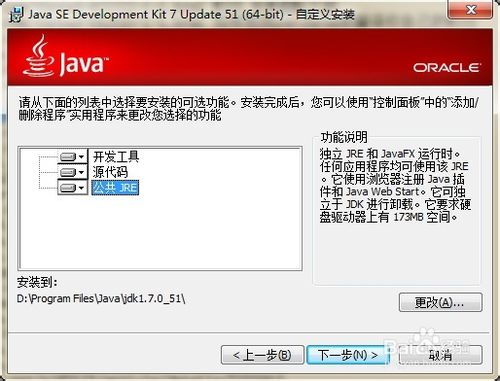 Java SE Development Kit 7 Update 51 (64-bit) - 自定义安装
Java
ORACLE
请从下面的列表中选择要安装的可选功能。安装完成后，您可以使用“控制面板”中的“添加/
删除程序”实用程序来更改您选择的功能
开发工具
源代码
公共 JRE
功能说明
独立 JRE 和 JavaFX 运行时。
任何应用程序均可使用该 JRE
。它使用浏览器注册 Java 插
件和 Java Web Start。它可独
立于 JDK 进行卸载。它要求硬
盘驱动器上有 173MB 空间。
安装到:
D:\Program Files\Java\jdk1.7.0_51\
更改(A)...
<上一步(B)
下一步(N) >
取消